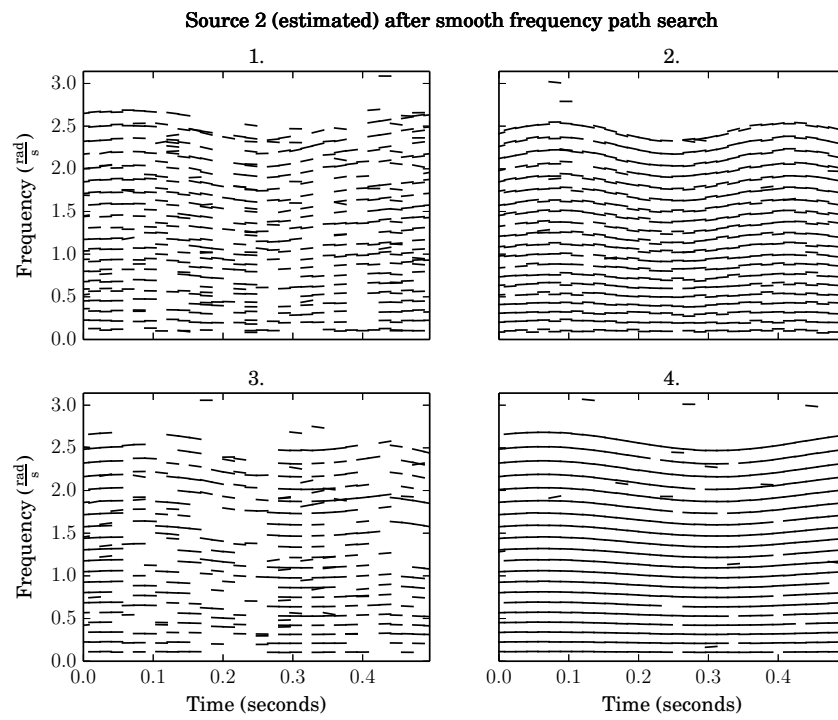 Source 2 (estimated) after smooth frequency path search
1.
2.
3.0
2.5
2.0
1.5
1.0
0.5
0.0
Frequency (rad/s)
3.
4.
3.0
2.5
2.0
1.5
1.0
0.5
0.0
Frequency (rad/s)
0.0 0.1 0.2 0.3 0.4
0.0 0.1 0.2 0.3 0.4
Time (seconds)
Time (seconds)